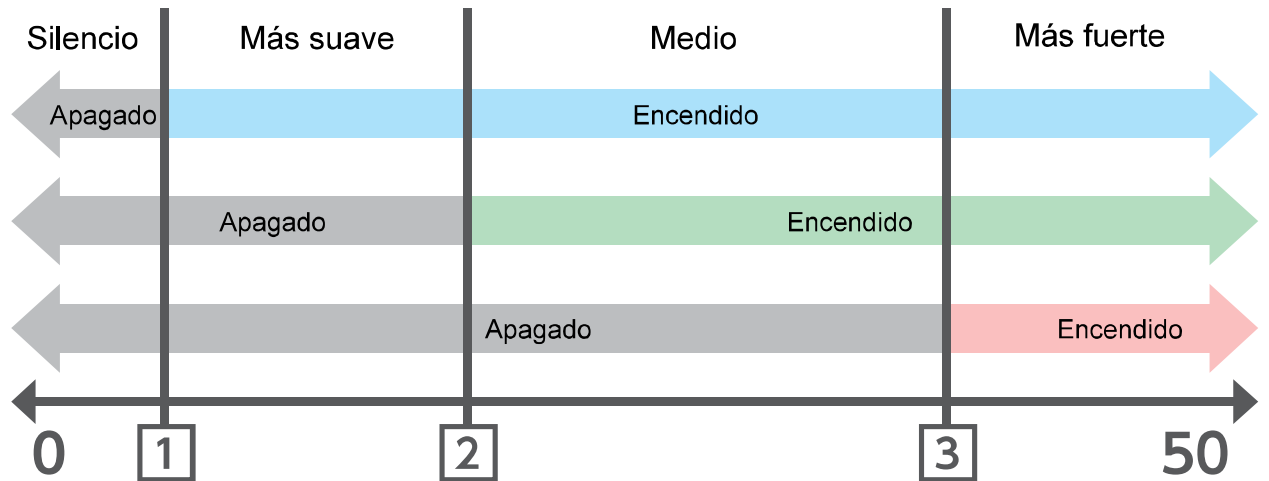 Silencio Más suave Medio Más fuerte
Apagado Encendido
Apagado Encendido
Apagado Encendido
0 1 2 3 50